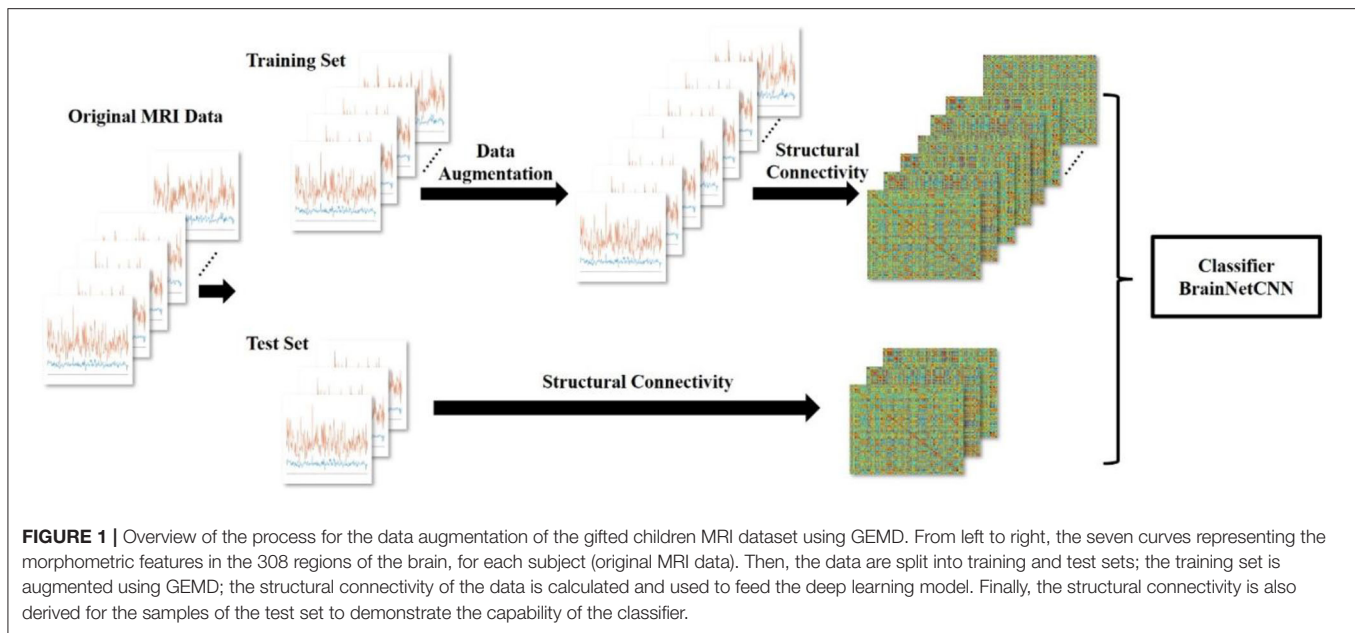 Training Set
Original MRI Data
Data
Augmentation
Structural
Connectivity
Classifier
BrainNetCNN
Test Set
Structural Connectivity
FIGURE 1 | Overview of the process for the data augmentation of the gifted children MRI dataset using GEMD. From left to right, the seven curves representing the
morphometric features in the 308 regions of the brain, for each subject (original MRI data). Then, the data are split into training and test sets; the training set is
augmented using GEMD; the structural connectivity of the data is calculated and used to feed the deep learning model. Finally, the structural connectivity is also
derived for the samples of the test set to demonstrate the capability of the classifier.